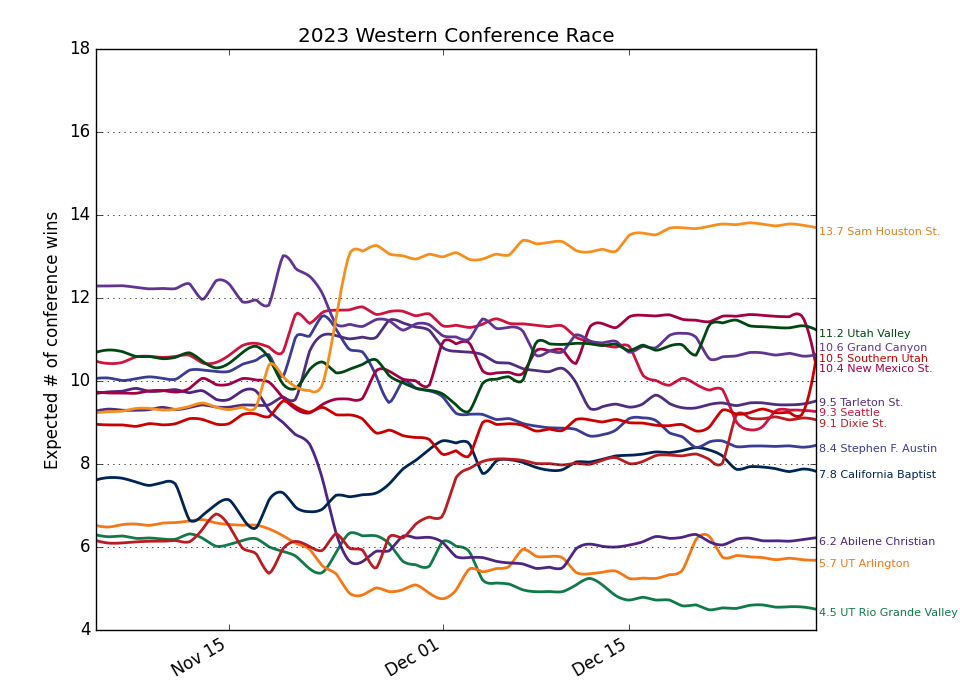 2023 Western Conference Race
Expected # of conference wins
18
16
14
12
10
8
6
4
Nov 15
Dec 01
Dec 15
13.7 Sam Houston St.
11.2 Utah Valley
10.6 Grand Canyon
10.5 Southern Utah
10.4 New Mexico St.
9.5 Tarleton St.
9.3 Seattle
9.1 Dixie St.
8.4 Stephen F. Austin
7.8 California Baptist
6.2 Abilene Christian
5.7 UT Arlington
4.5 UT Rio Grande Valley